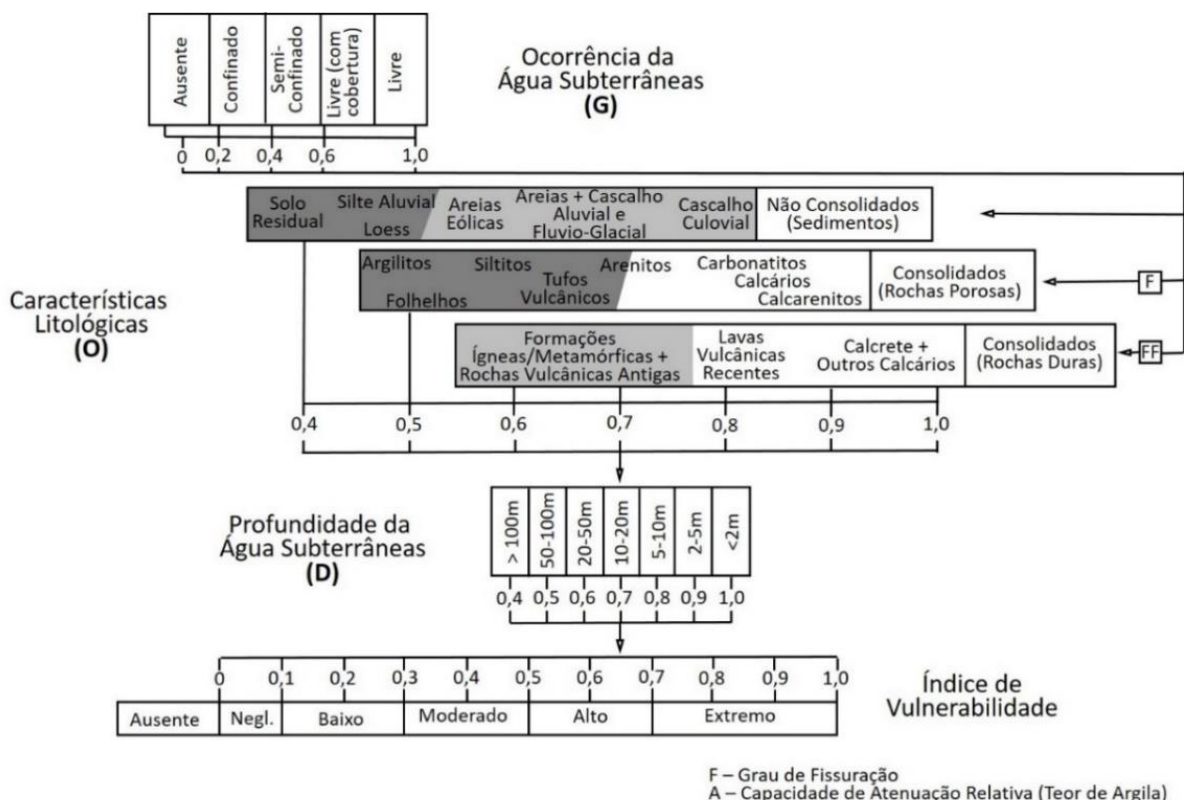 Ausente
Confinado
Semi-
Confinado
Livre (com
cobertura)
Livre
Ocorrência da
Água Subterrâneas
(G)
0
0,2
0,4
0,6
1,0
Solo
Residual
Silte Aluvial
Loess
Areias
Eólicas
Areias + Cascalho
Aluvial e
Fluvio-Glacial
Cascalho
Culovial
Não Consolidados
(Sedimentos)
Argilitos
Folhelhos
Siltitos
Tufos
Vulcânicos
Arenitos
Carbonatitos
Calcários
Calcarenitos
Consolidados
(Rochas Porosas)
F
Características
Litológicas
(O)
Formações
Ígneas/Metamórficas +
Rochas Vulcânicas Antigas
Lavas
Vulcânicas
Recentes
Calcrete +
Outros Calcários
Consolidados
(Rochas Duras)
FF
0,4
0,5
0,6
0,7
0,8
0,9
1,0
Profundidade da
Água Subterrâneas
(D)
> 100m
50-100m
20-50m
10-20m
5-10m
2-5m
<2m
0,4
0,5
0,6
0,7
0,8
0,9
1,0
0
0,1
0,2
0,3
0,4
0,5
0,6
0,7
0,8
0,9
1,0
Ausente
Negl.
Baixo
Moderado
Alto
Extremo
Índice de
Vulnerabilidade
F – Grau de Fissuração
A – Capacidade de Atenuação Relativa (Teor de Argila)